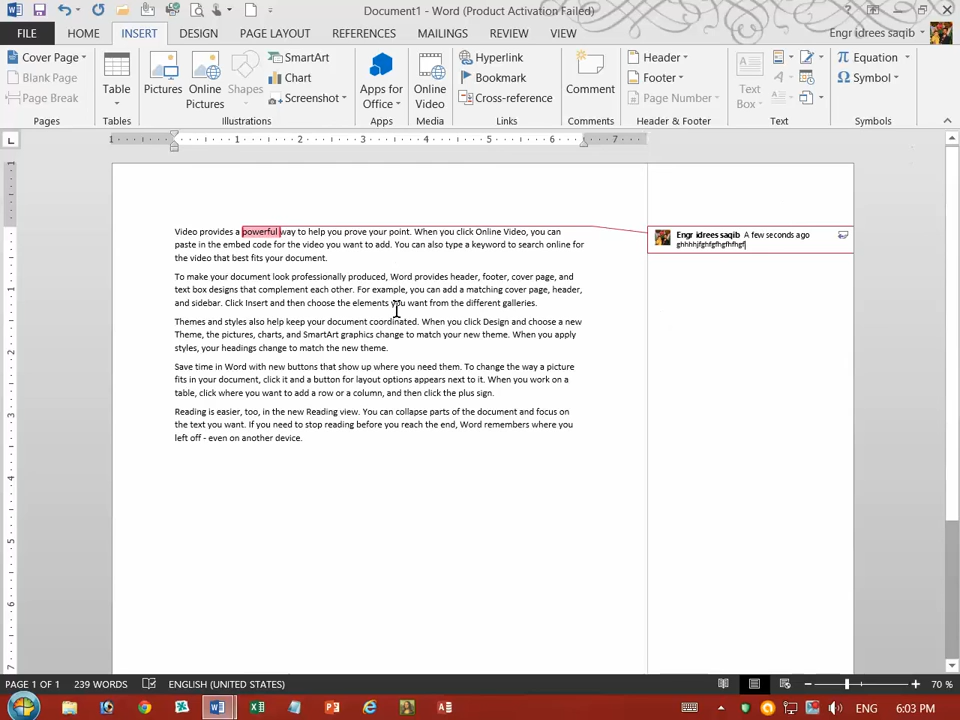 Document1 - Word (Product Activation Failed)
FILE HOME INSERT DESIGN PAGE LAYOUT REFERENCES MAILINGS REVIEW VIEW Engr idrees saqib
Cover Page
Blank Page
Page Break
Pages
Table
Tables
Pictures
Online Pictures
Shapes
SmartArt
Chart
Screenshot
Illustrations
Apps for Office
Apps
Online Video
Media
Hyperlink
Bookmark
Cross-reference
Links
Comment
Comments
Header
Footer
Page Number
Header & Footer
Text Box
Text
Equation
Symbol
Symbols
1 1 2 3 4 5 6 7
Video provides a powerful way to help you prove your point. When you click Online Video, you can
paste in the embed code for the video you want to add. You can also type a keyword to search online for
the video that best fits your document.
To make your document look professionally produced, Word provides header, footer, cover page, and
text box designs that complement each other. For example, you can add a matching cover page, header,
and sidebar. Click Insert and then choose the elements you want from the different galleries.
Themes and styles also help keep your document coordinated. When you click Design and choose a new
Theme, the pictures, charts, and SmartArt graphics change to match your new theme. When you apply
styles, your headings change to match the new theme.
Save time in Word with new buttons that show up where you need them. To change the way a picture
fits in your document, click it and a button for layout options appears next to it. When you work on a
table, click where you want to add a row or a column, and then click the plus sign.
Reading is easier, too, in the new Reading view. You can collapse parts of the document and focus on
the text you want. If you need to stop reading before you reach the end, Word remembers where you
left off - even on another device.
Engr idrees saqib A few seconds ago
PAGE 1 OF 1 239 WORDS ENGLISH (UNITED STATES) 70 %
ENG 6:03 PM